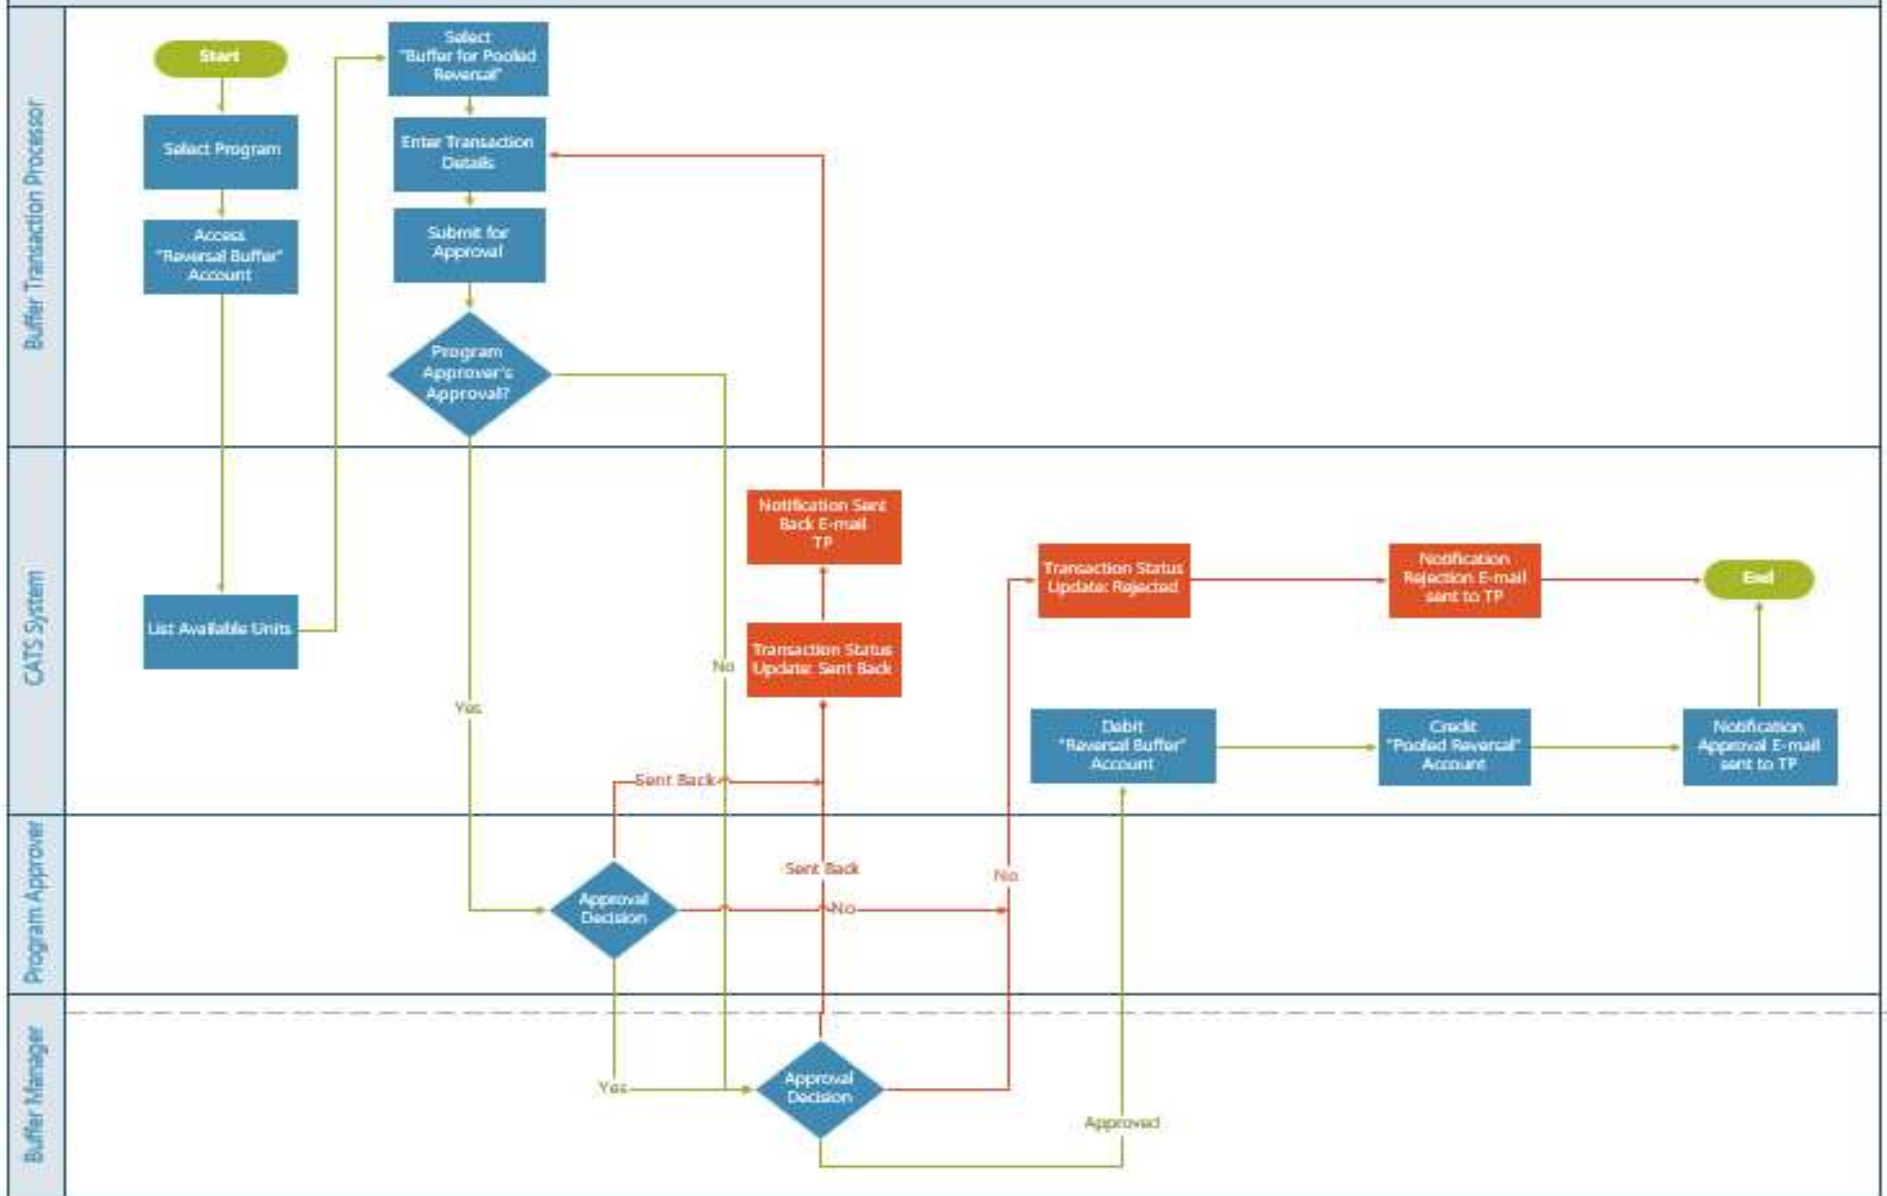 Buffer Transaction Processor
Start
Select Program
Access
"Reversal Buffer"
Account
Select
"Buffer for Pooled
Reversal"
Enter Transaction
Details
Submit for
Approval
Program
Approver's
Approval?
CATS System
List Available Units
Yes
No
Notification Sent
Back E-mail
TP
Transaction Status
Update: Sent Back
Sent Back
Transaction Status
Update: Rejected
Notification
Rejection E-mail
sent to TP
End
Debit
"Reversal Buffer"
Account
Credit
"Pooled Reversal"
Account
Notification
Approval E-mail
sent to TP
Program Approver
Approval
Decision
Sent Back
No
No
Buffer Manager
Yes
Approval
Decision
Approved